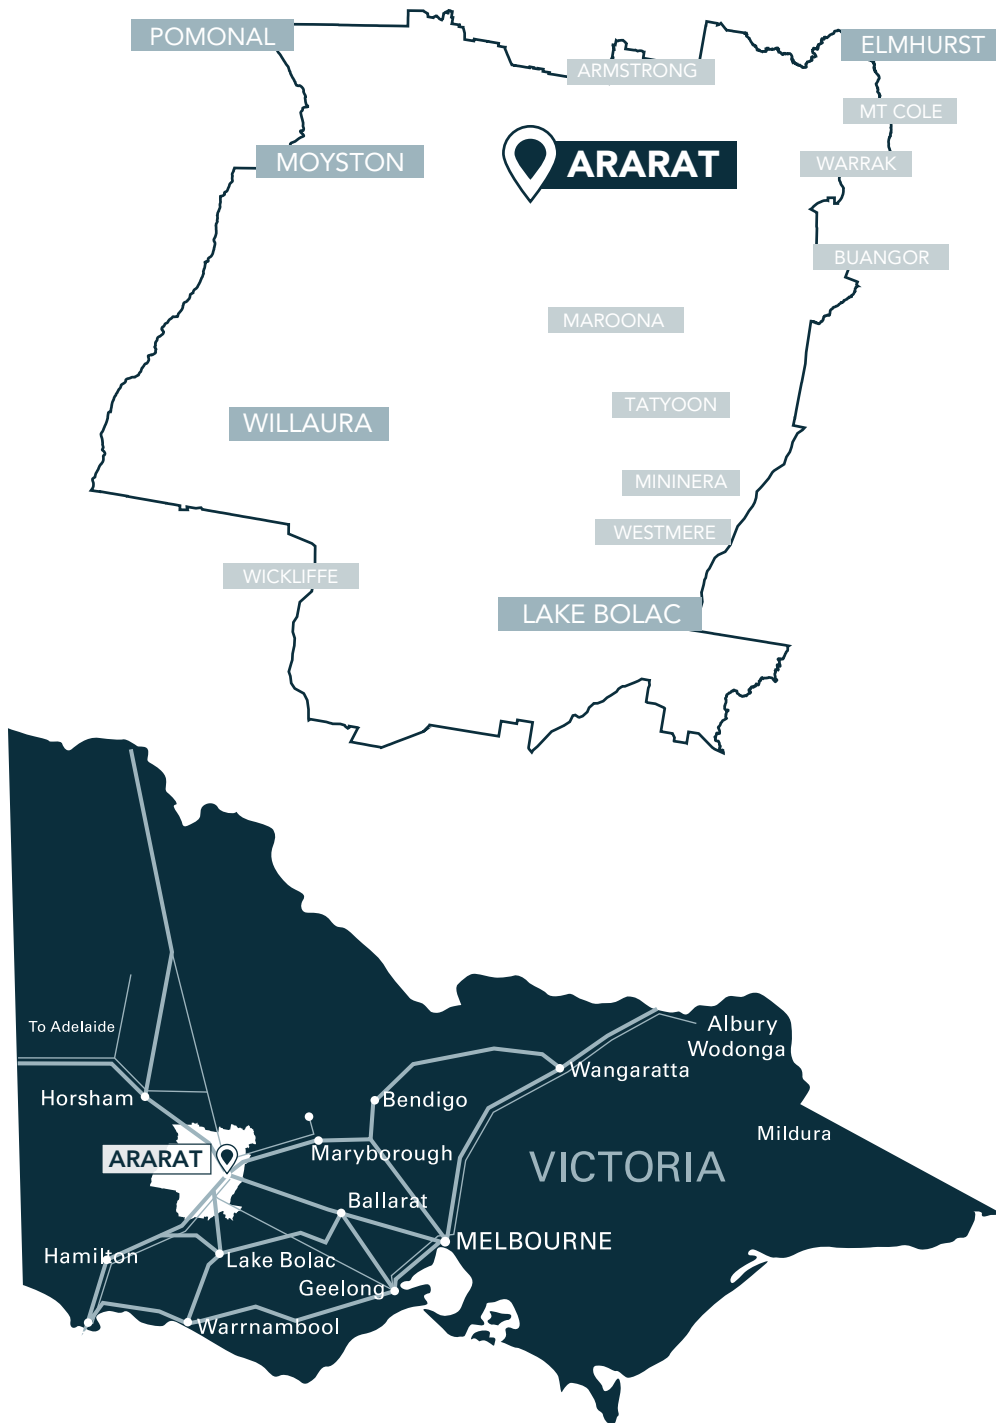 POMONAL
ELMHURST
ARMSTRONG
MT COLE
MOYSTON
ARARAT
WARRAK
BUANGOR
MAROONA
TATYOON
WILLAURA
MININERA
WESTMERE
WICKLIFFE
LAKE BOLAC
To Adelaide
Albury
Wodonga
Wangaratta
Horsham
Bendigo
Mildura
Maryborough
ARARAT
VICTORIA
Ballarat
MELBOURNE
Hamilton
Lake Bolac
Geelong
Warrnambool